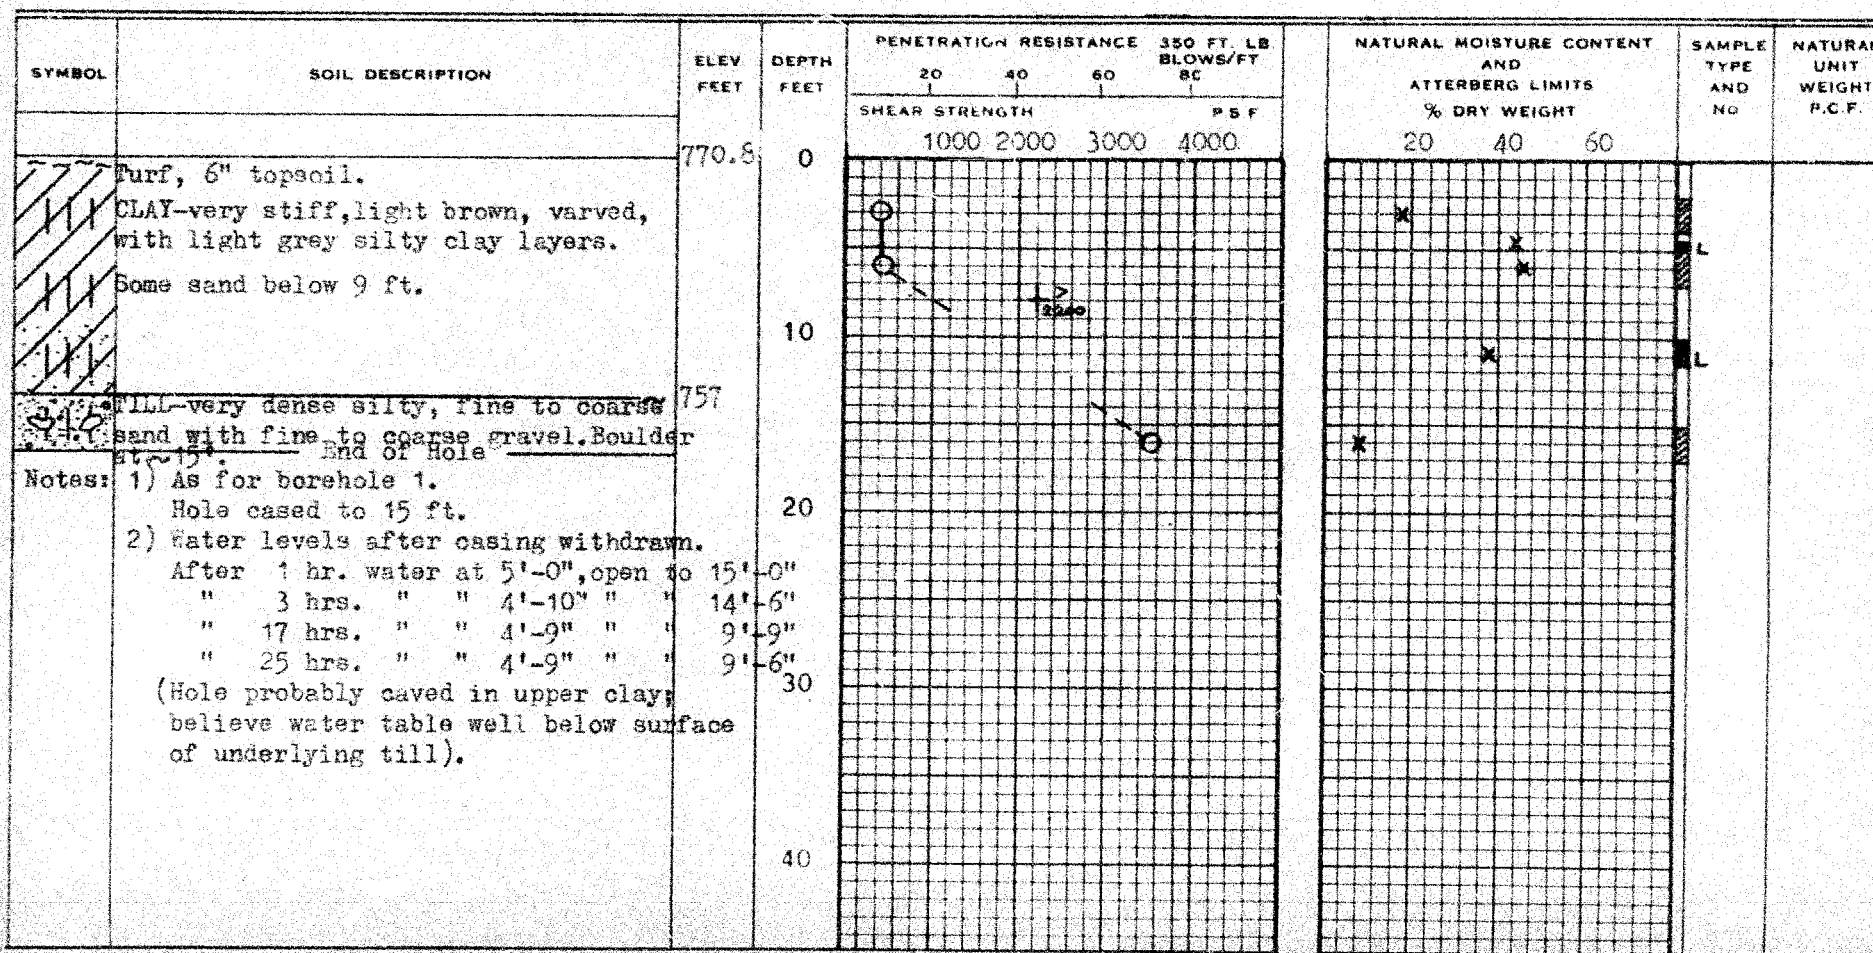 SYMBOL
SOIL DESCRIPTION
ELEV
FEET
DEPTH
FEET
PENETRATION RESISTANCE 350 FT. LB
BLOWS/FT
20 40 60 80
SHEAR STRENGTH P S F
1000 2000 3000 4000
NATURAL MOISTURE CONTENT
AND
ATTERBERG LIMITS
% DRY WEIGHT
20 40 60
SAMPLE
TYPE
AND
NO
NATURAL
UNIT
WEIGHT
P.C.F.
770.8 0
Turf, 6" topsoil.
CLAY-very stiff, light brown, varved,
with light grey silty clay layers.
L
Some sand below 9 ft.
>
2240
10
L
757
TILL-very dense silty, fine to coarse
sand with fine to coarse gravel. Boulder
at ~15'. End of Hole
Notes: 1) As for borehole 1.
Hole cased to 15 ft.
20
2) Water levels after casing withdrawn.
After 1 hr. water at 5'-0", open to 15'-0"
" 3 hrs. " " 4'-10" " " 14'-6"
" 17 hrs. " " 4'-9" " " 9'-9"
" 25 hrs. " " 4'-9" " " 9'-6"
30
(Hole probably caved in upper clay;
believe water table well below surface
of underlying till).
40